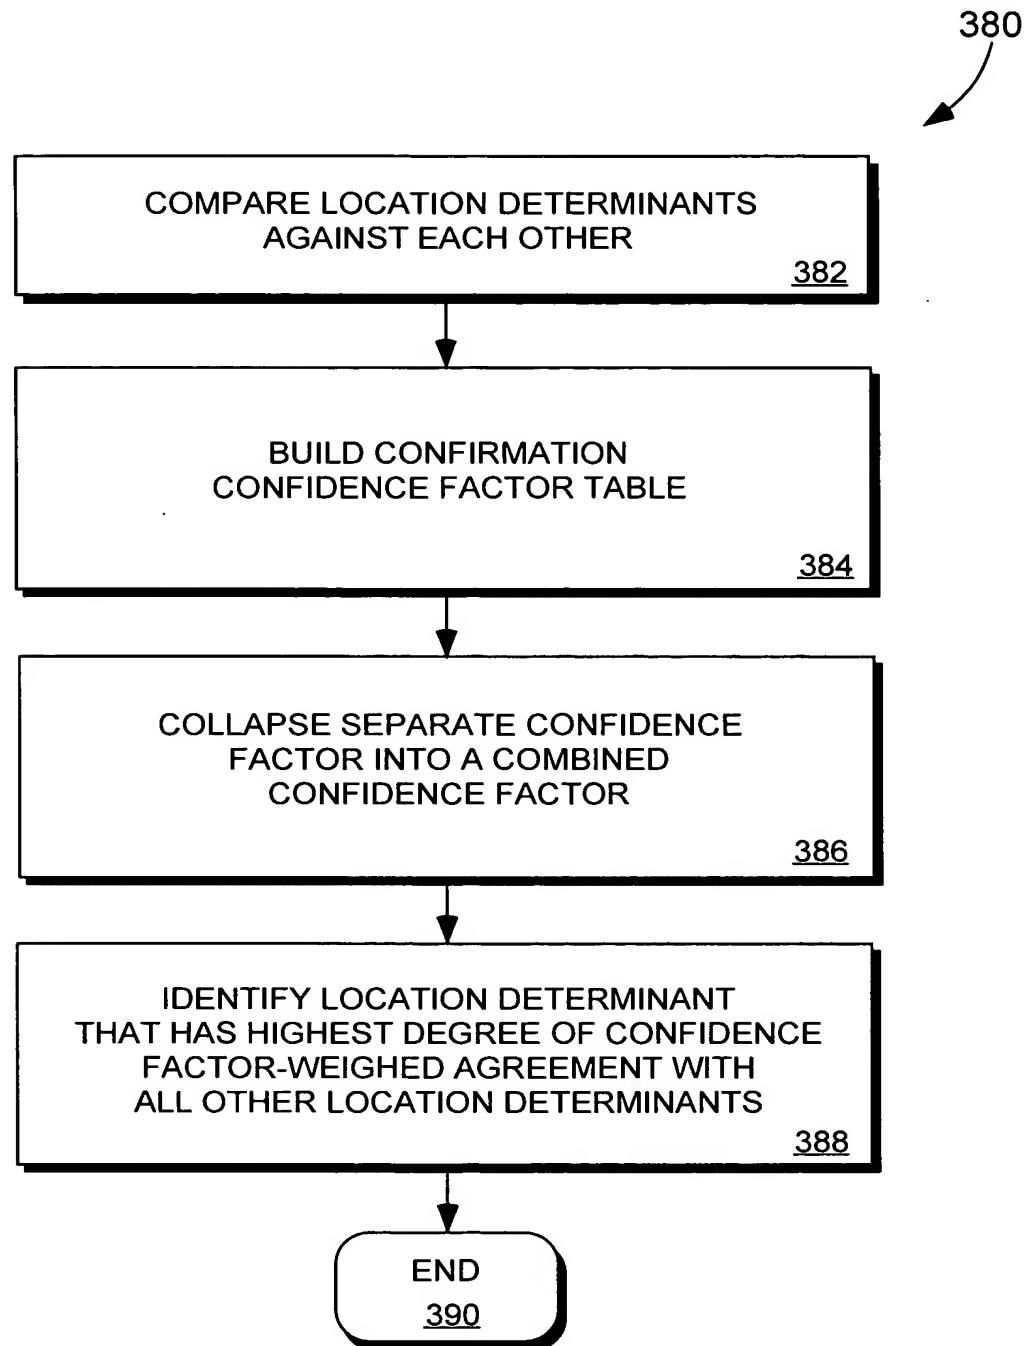 380
COMPARE LOCATION DETERMINANTS
AGAINST EACH OTHER
382
BUILD CONFIRMATION
CONFIDENCE FACTOR TABLE
384
COLLAPSE SEPARATE CONFIDENCE
FACTOR INTO A COMBINED
CONFIDENCE FACTOR
386
IDENTIFY LOCATION DETERMINANT
THAT HAS HIGHEST DEGREE OF CONFIDENCE
FACTOR-WEIGHED AGREEMENT WITH
ALL OTHER LOCATION DETERMINANTS
388
END
390